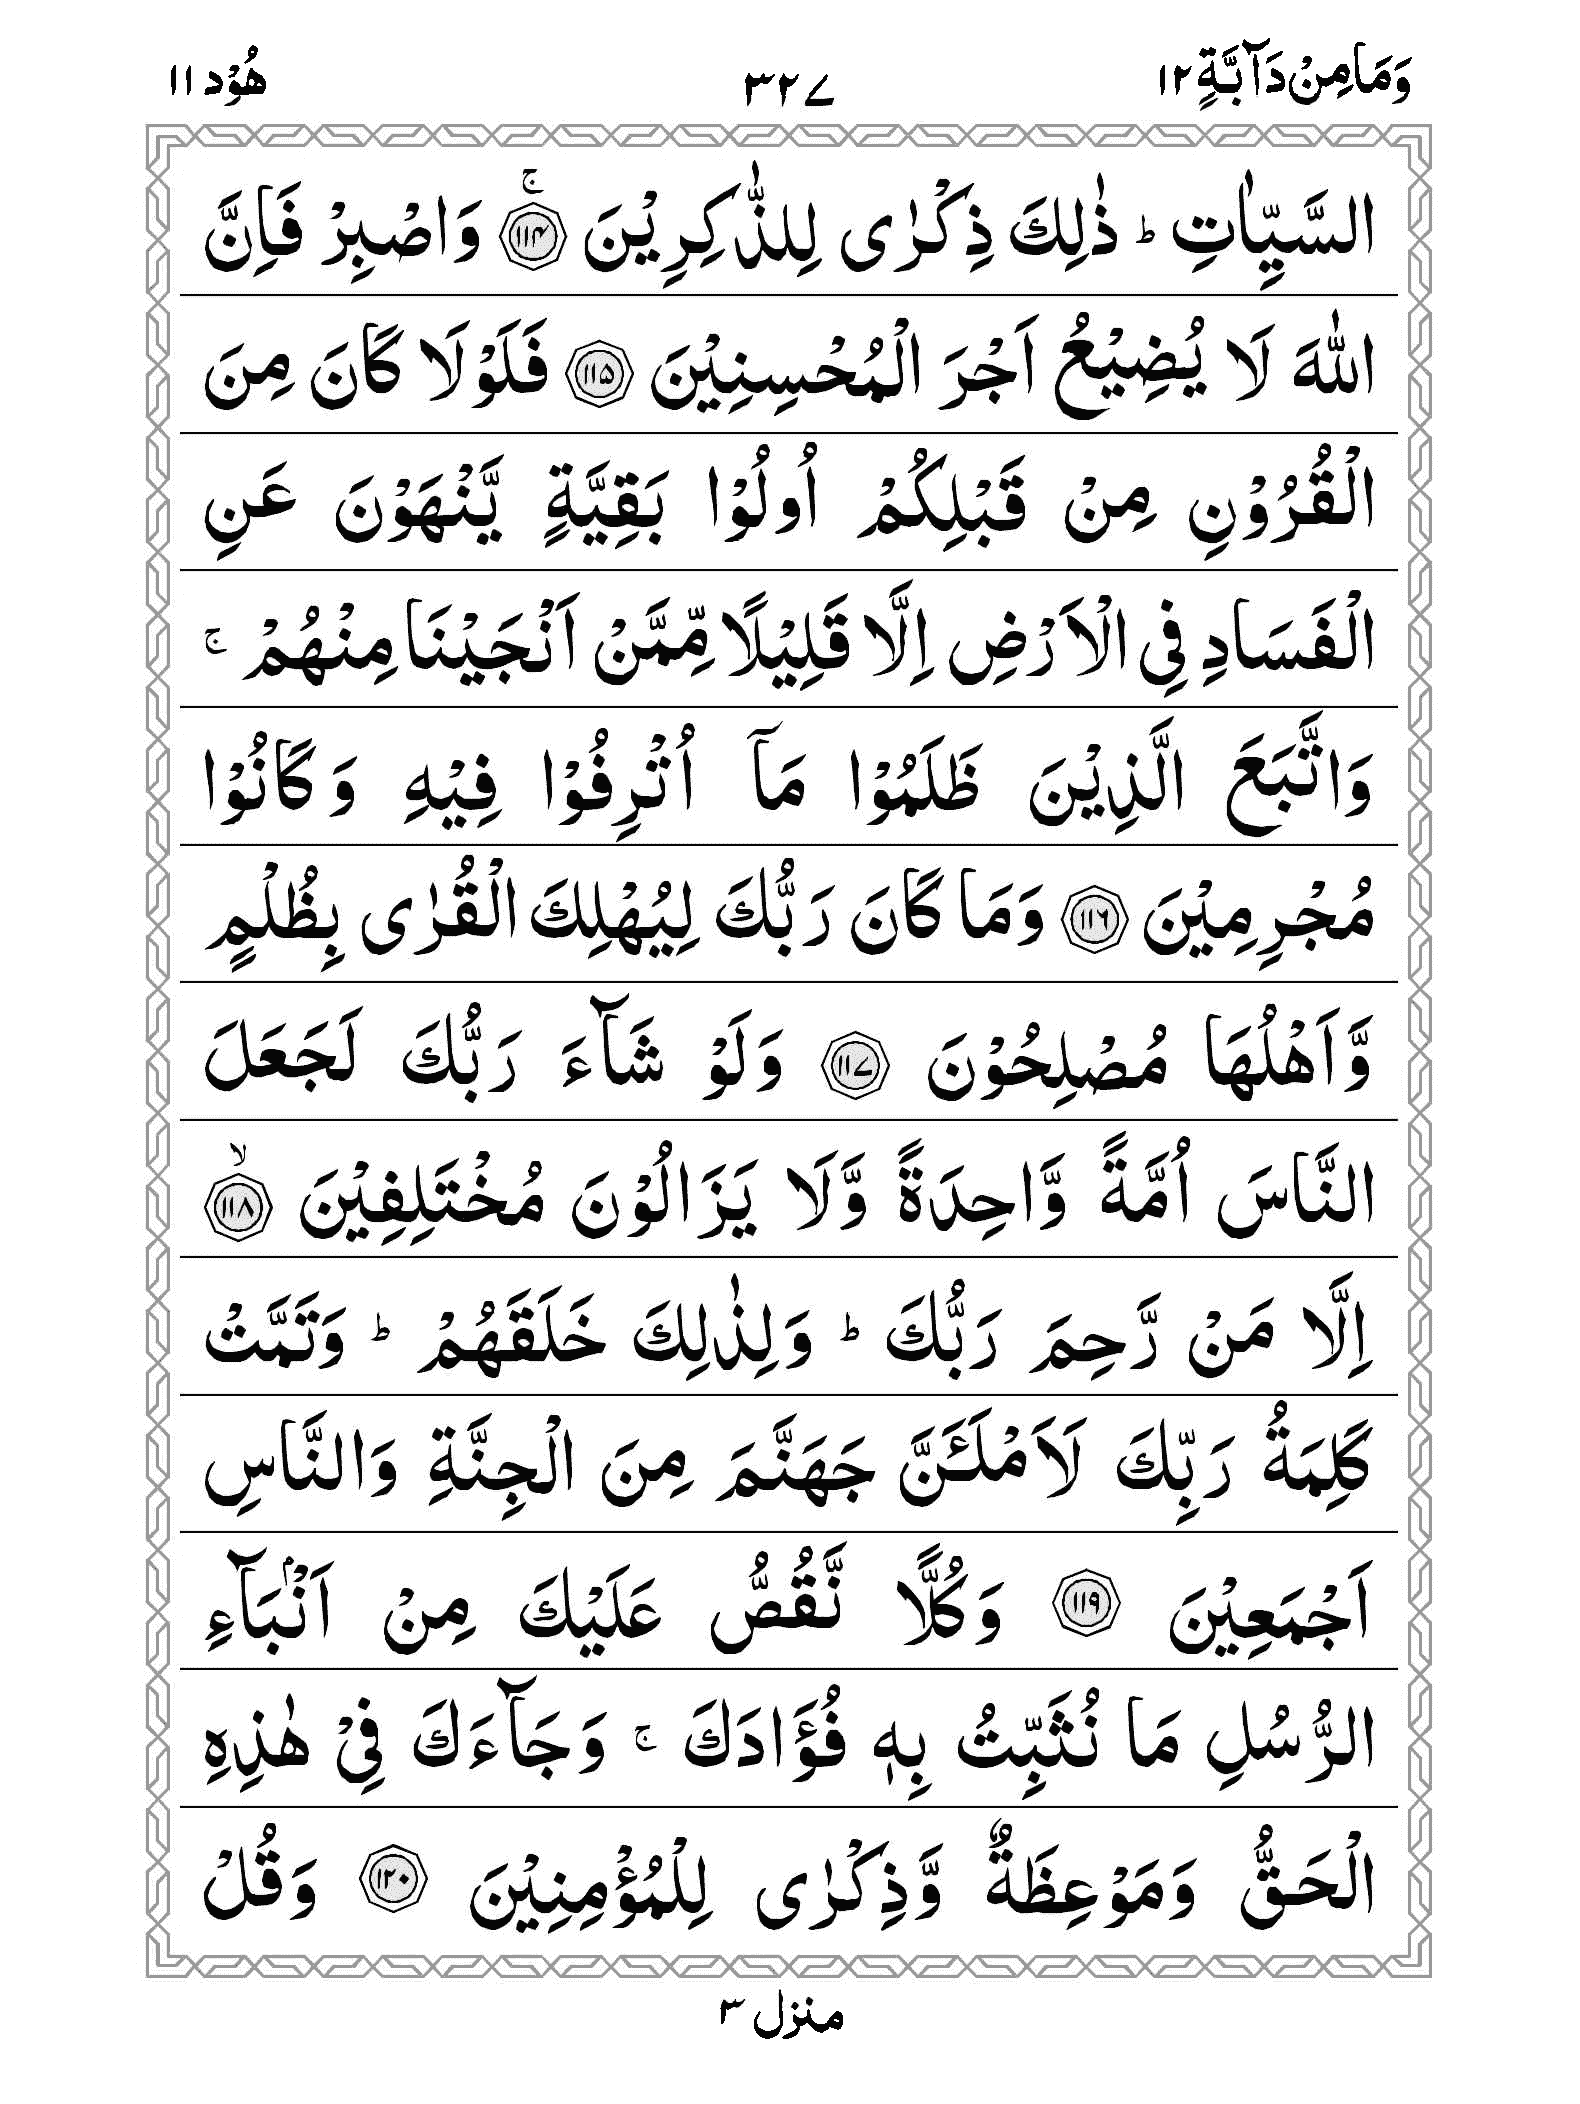 وَمَا مِنْ دَآبَّةٍ ۱۲ ۳۲۷ هُوْد ۱۱
السَّيِّاٰتِ ؕ ذٰلِكَ ذِكْرٰى لِلذّٰكِرِيْنَ ۚ ﴿۱۱۴﴾ وَاصْبِرْ فَاِنَّ
اللّٰهَ لَا يُضِيْعُ اَجْرَ الْمُحْسِنِيْنَ ﴿۱۱۵﴾ فَلَوْلَا كَانَ مِنَ
الْقُرُوْنِ مِنْ قَبْلِكُمْ اُولُوْا بَقِيَّةٍ يَّنْهَوْنَ عَنِ
الْفَسَادِ فِى الْاَرْضِ اِلَّا قَلِيْلًا مِّمَّنْ اَنْجَيْنَا مِنْهُمْ ۚ
وَاتَّبَعَ الَّذِيْنَ ظَلَمُوْا مَاۤ اُتْرِفُوْا فِيْهِ وَكَانُوْا
مُجْرِمِيْنَ ﴿۱۱۶﴾ وَمَا كَانَ رَبُّكَ لِيُهْلِكَ الْقُرٰى بِظُلْمٍ
وَّاَهْلُهَا مُصْلِحُوْنَ ﴿۱۱۷﴾ وَلَوْ شَآءَ رَبُّكَ لَجَعَلَ
النَّاسَ اُمَّةً وَّاحِدَةً وَّلَا يَزَالُوْنَ مُخْتَلِفِيْنَ ۙ ﴿۱۱۸﴾
اِلَّا مَنْ رَّحِمَ رَبُّكَ ؕ وَلِذٰلِكَ خَلَقَهُمْ ؕ وَتَمَّتْ
كَلِمَةُ رَبِّكَ لَاَمْلَـَٔنَّ جَهَنَّمَ مِنَ الْجِنَّةِ وَالنَّاسِ
اَجْمَعِيْنَ ﴿۱۱۹﴾ وَكُلًّا نَّقُصُّ عَلَيْكَ مِنْ اَنْۢبَآءِ
الرُّسُلِ مَا نُثَبِّتُ بِهٖ فُؤَادَكَ ۚ وَجَآءَكَ فِىْ هٰذِهِ
الْحَقُّ وَمَوْعِظَةٌ وَّذِكْرٰى لِلْمُؤْمِنِيْنَ ﴿۱۲۰﴾ وَقُلْ
منزل ۳